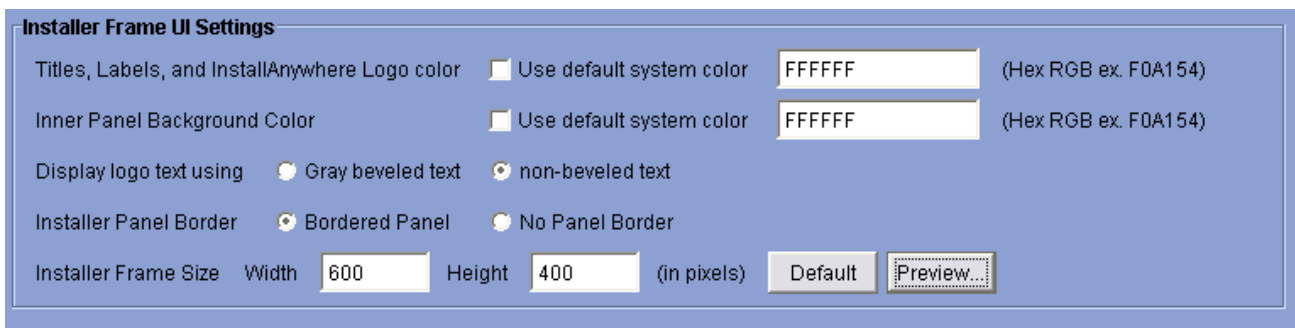 Installer Frame UI Settings
Titles, Labels, and InstallAnywhere Logo color Use default system color FFFFFF (Hex RGB ex. F0A154)
Inner Panel Background Color Use default system color FFFFFF (Hex RGB ex. F0A154)
Display logo text using Gray beveled text non-beveled text
Installer Panel Border Bordered Panel No Panel Border
Installer Frame Size Width 600 Height 400 (in pixels) Default Preview...